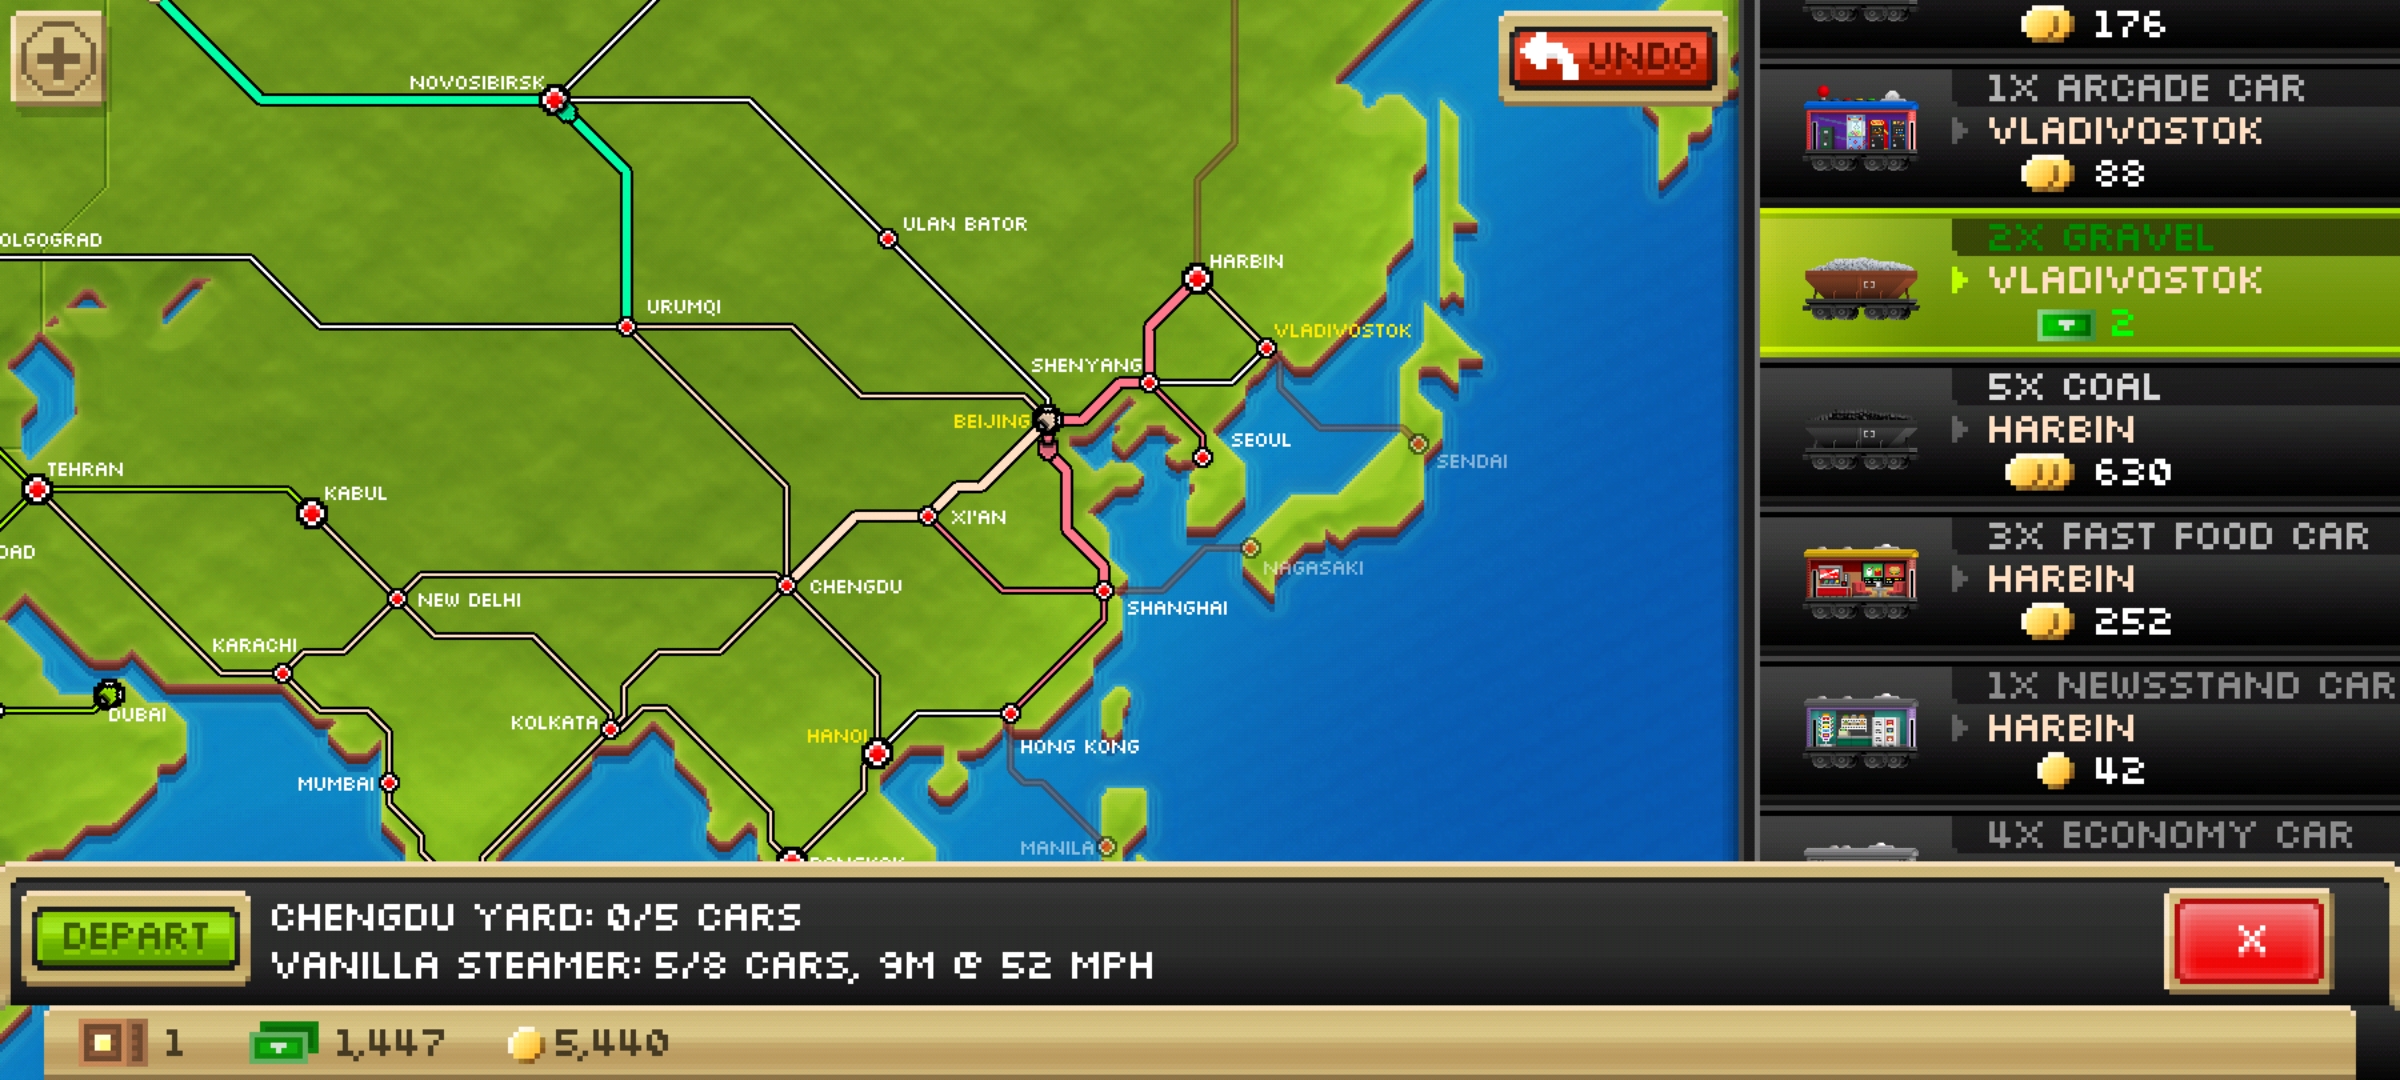 UNDO
NOVOSIBIRSK
ULAN BATOR
OLGOGRAD
HARBIN
URUMQI
VLADIVOSTOK
SHENYANG
BEIJING
SEOUL
SENDAI
TEHRAN
KABUL
XI'AN
OAD
NAGASAKI
CHENGDU
NEW DELHI
SHANGHAI
KARACHI
DUBAI
KOLKATA
HANOI
HONG KONG
MUMBAI
MANILA
BANGKOK
176
1X ARCADE CAR
VLADIVOSTOK
88
2X GRAVEL
VLADIVOSTOK
2
5X COAL
HARBIN
630
3X FAST FOOD CAR
HARBIN
252
1X NEWSSTAND CAR
HARBIN
42
4X ECONOMY CAR
DEPART
CHENGDU YARD: 0/5 CARS
VANILLA STEAMER: 5/8 CARS, 9M @ 52 MPH
X
1
1,447
5,440